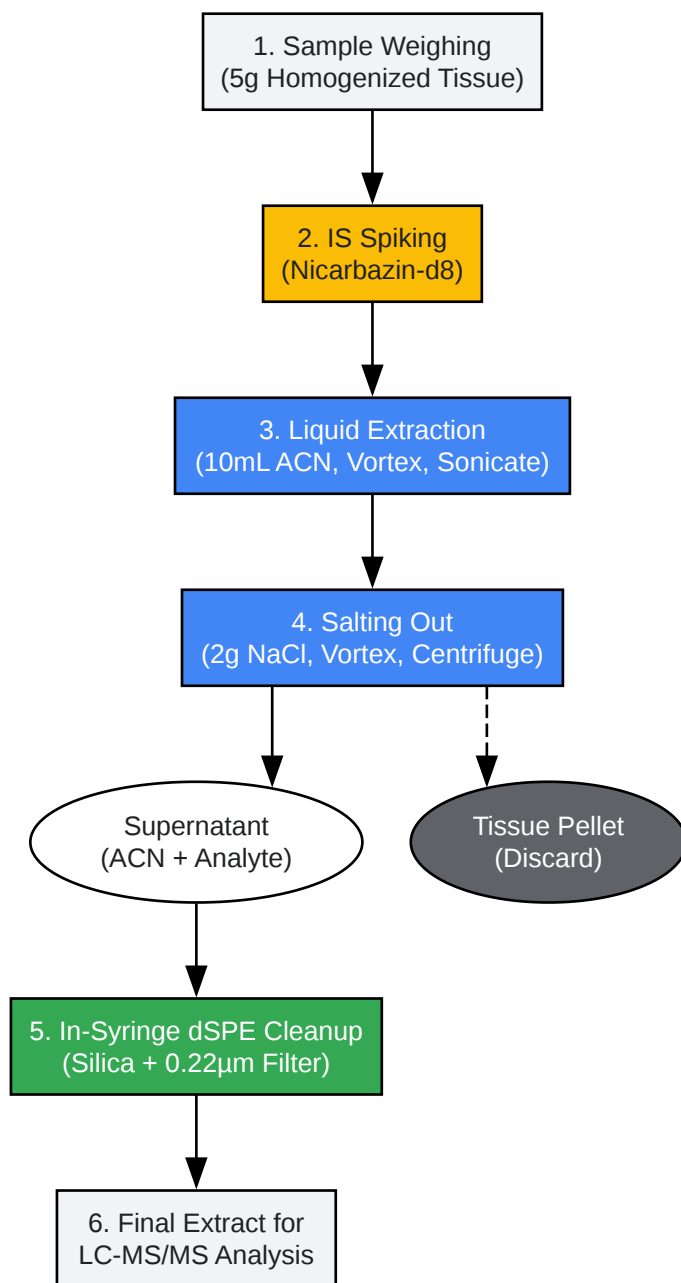 1. Sample Weighing
(5g Homogenized Tissue)
2. IS Spiking
(Nicarbazin-d8)
3. Liquid Extraction
(10mL ACN, Vortex, Sonicate)
4. Salting Out
(2g NaCl, Vortex, Centrifuge)
Supernatant
(ACN + Analyte)
Tissue Pellet
(Discard)
5. In-Syringe dSPE Cleanup
(Silica + 0.22µm Filter)
6. Final Extract for
LC-MS/MS Analysis